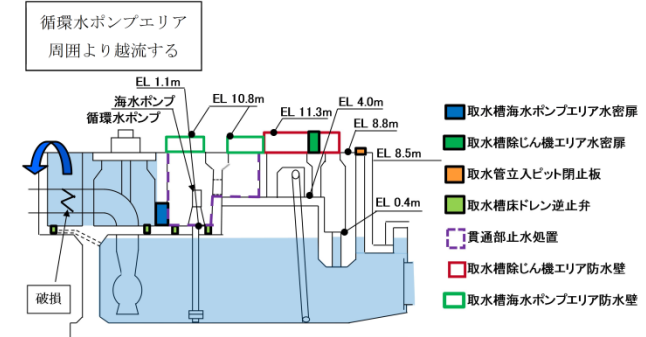 循環水ポンプエリア
周囲より越流する
EL 1.1m
海水ポンプ
循環水ポンプ
EL 10.8m
EL 11.3m
EL 4.0m
EL 8.8m
EL 8.5m
EL 0.4m
破損
取水槽海水ポンプエリア水密扉
取水槽除じん機エリア水密扉
取水管立入ピット閉止板
取水槽床ドレン逆止弁
貫通部止水処置
取水槽除じん機エリア防水壁
取水槽海水ポンプエリア防水壁